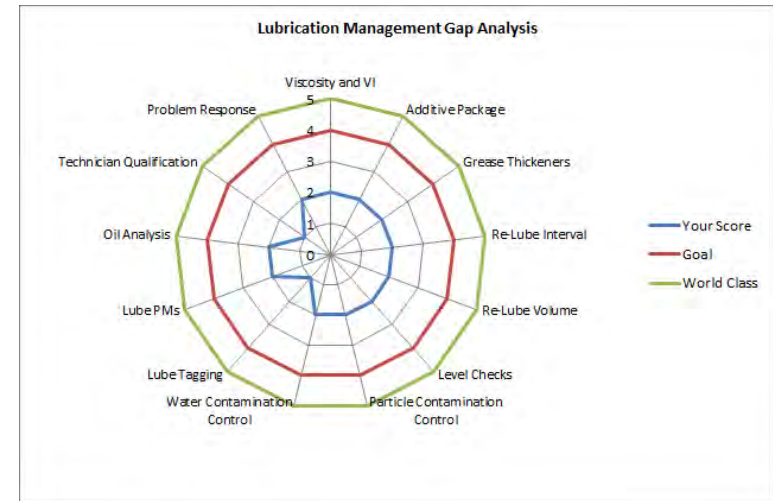 Lubrication Management Gap Analysis
Viscosity and VI
Additive Package
Grease Thickeners
Re-Lube Interval
Re-Lube Volume
Level Checks
Particle Contamination
Control
Water Contamination
Control
Lube Tagging
Lube PMs
Oil Analysis
Technician Qualification
Problem Response
5
4
3
2
1
0
Your Score
Goal
World Class